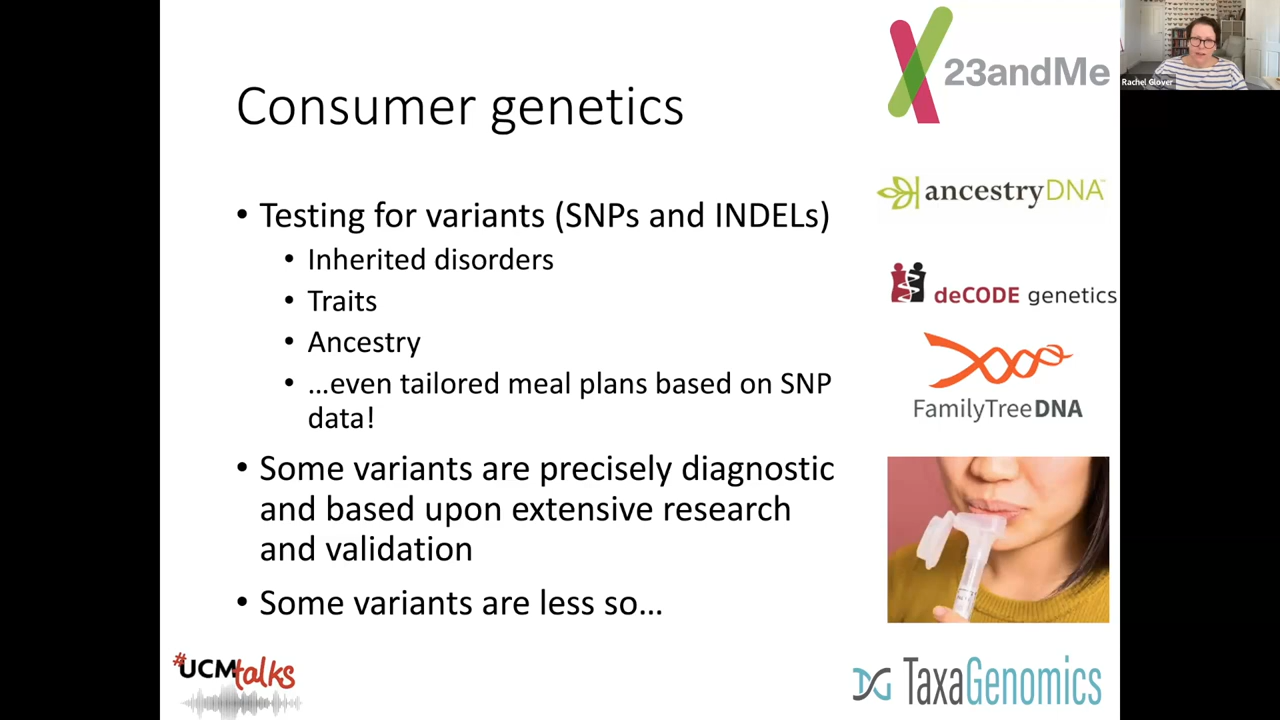 Consumer genetics
• Testing for variants (SNPs and INDELs)
• Inherited disorders
• Traits
• Ancestry
• …even tailored meal plans based on SNP
data!
• Some variants are precisely diagnostic
and based upon extensive research
and validation
• Some variants are less so…
23andMe
ancestryDNA™
deCODE genetics
FamilyTreeDNA
#UCMtalks
TaxaGenomics
Rachel Glover